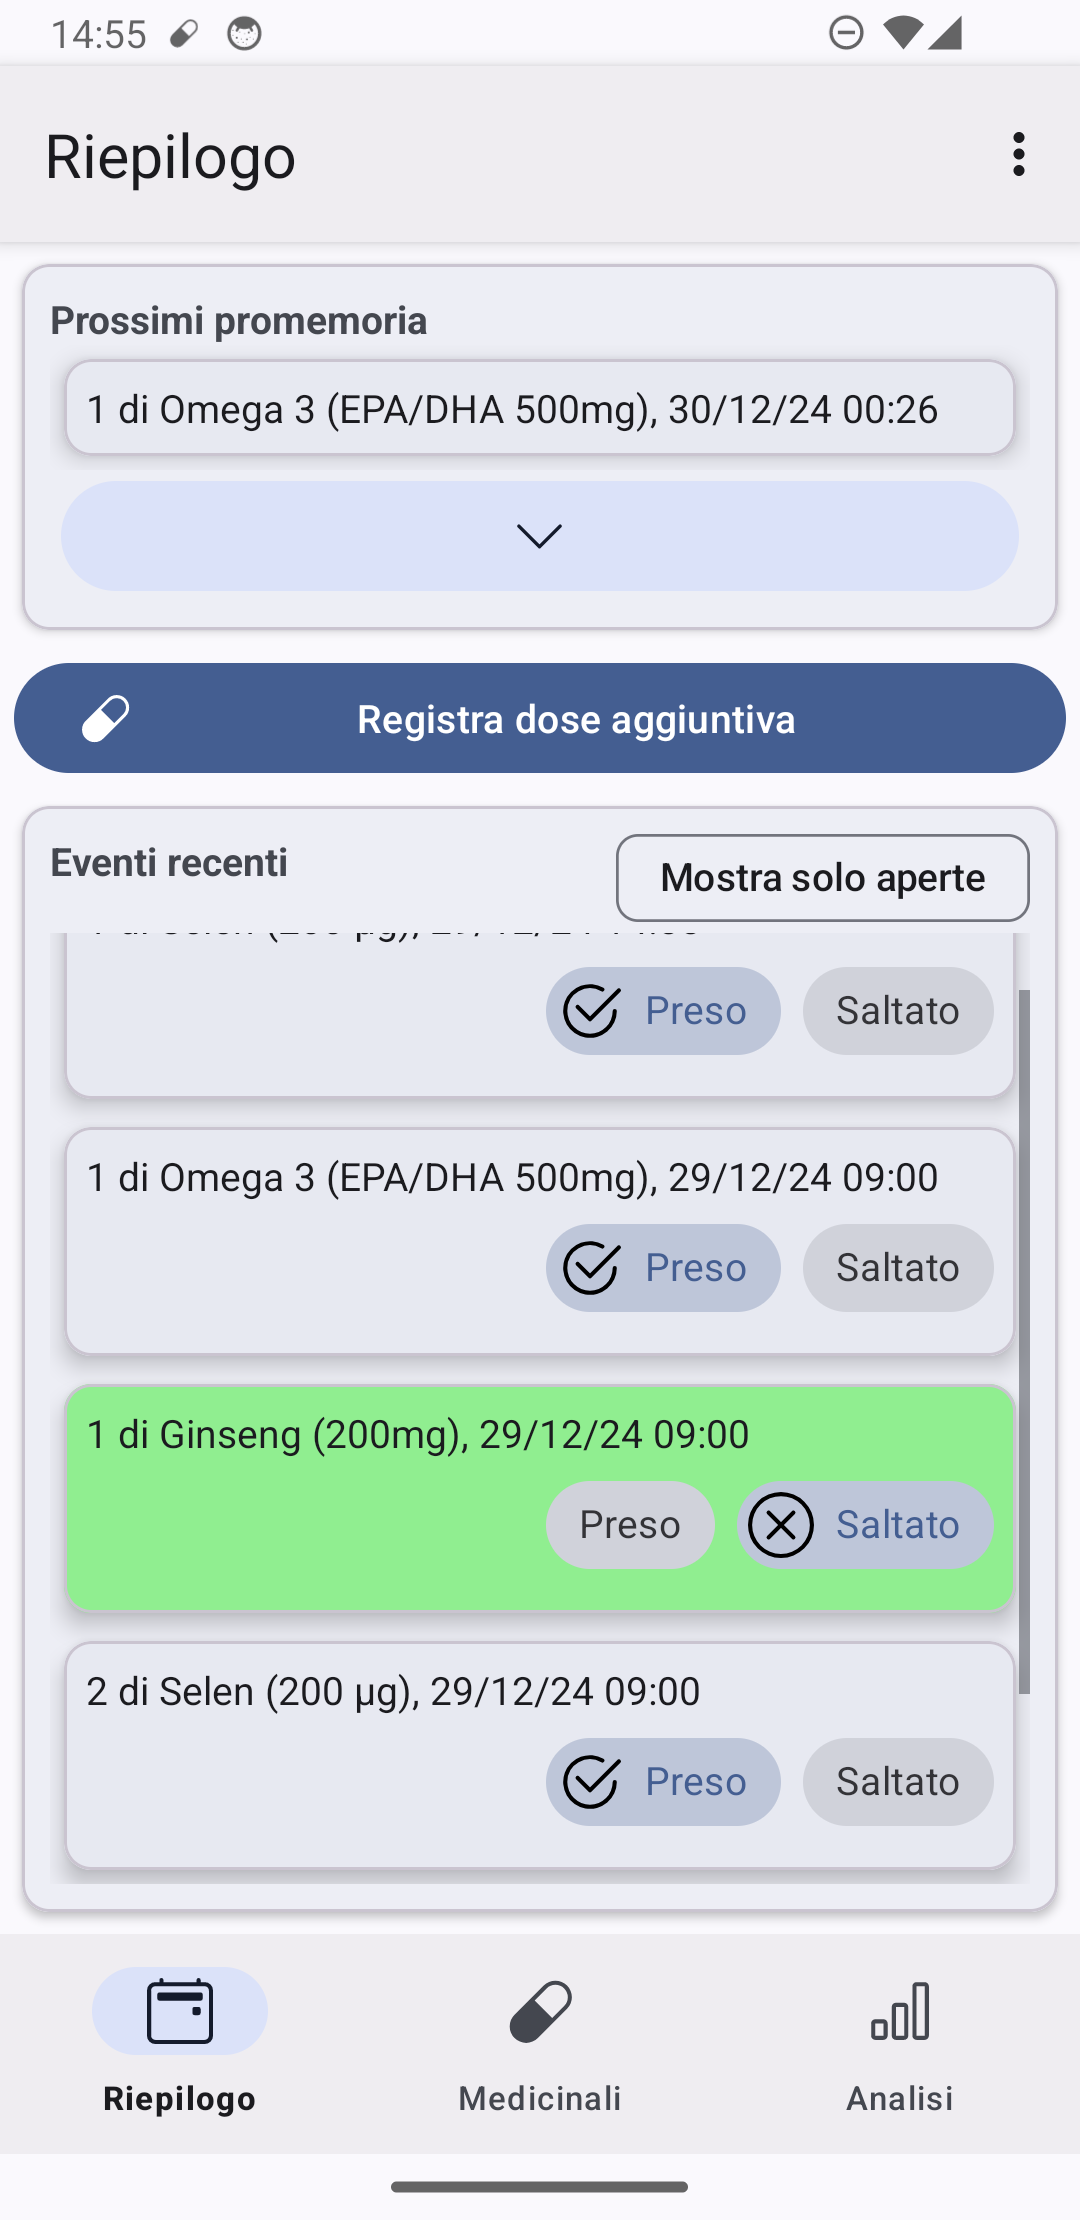 14:55
Riepilogo
Prossimi promemoria
1 di Omega 3 (EPA/DHA 500mg), 30/12/24 00:26
Registra dose aggiuntiva
Eventi recenti
Mostra solo aperte
Preso
Saltato
1 di Omega 3 (EPA/DHA 500mg), 29/12/24 09:00
Preso
Saltato
1 di Ginseng (200mg), 29/12/24 09:00
Preso
Saltato
2 di Selen (200 µg), 29/12/24 09:00
Preso
Saltato
Riepilogo
Medicinali
Analisi